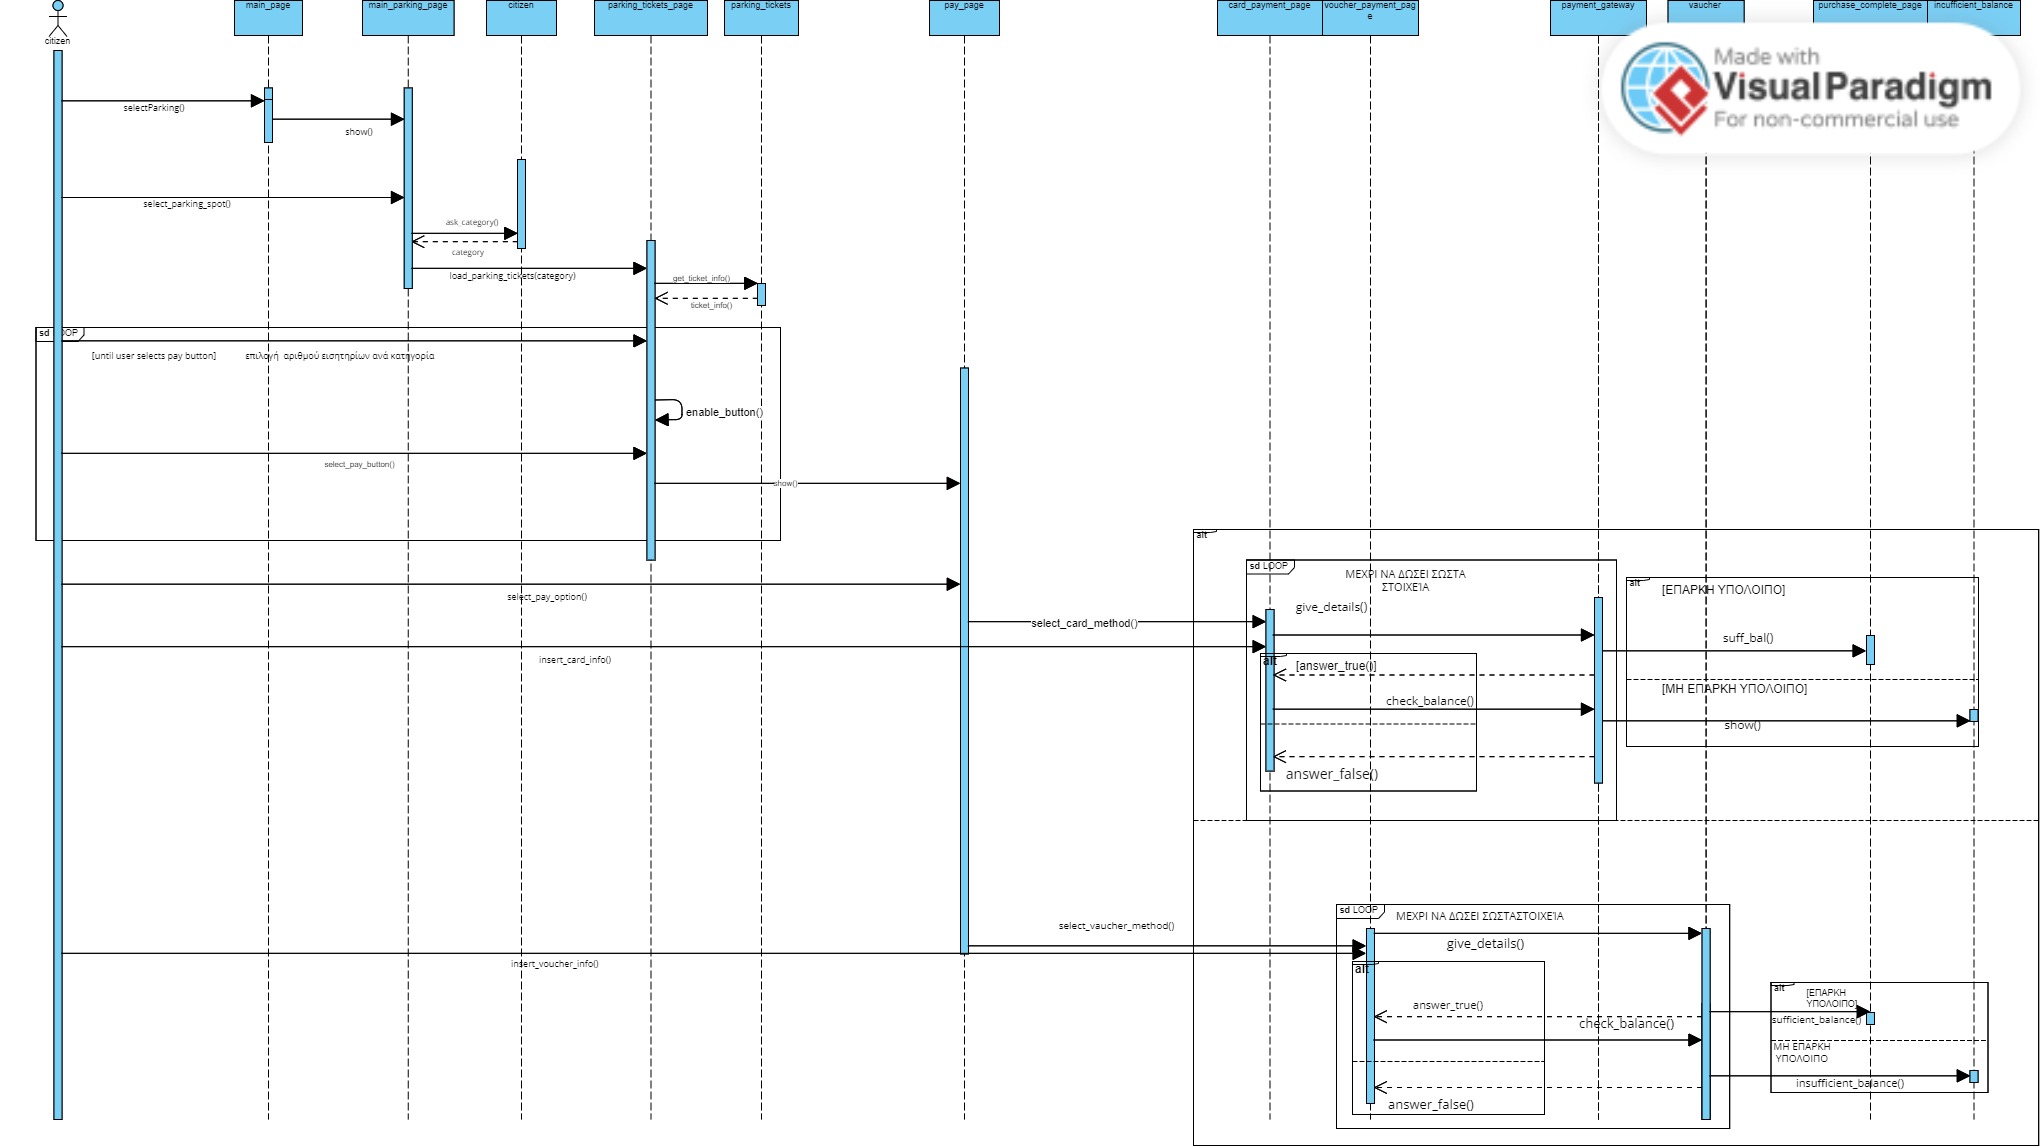 main_page
main_parking_page
citizen
parking_tickets_page
parking_tickets
pay_page
card_payment_page
voucher_payment_pag
e
payment_gateway
vaucher
purchase_complete_page
incufficient_balance
citizen
Made with
Visual Paradigm
For non-commercial use
selectParking()
show()
select_parking_spot()
ask_category()
category
load_parking_tickets(category)
get_ticket_info()
ticket_info()
sd LOOP
[until user selects pay button]
επιλογή αριθμού εισητηρίων ανά κατηγορία
enable_button()
select_pay_button()
show()
alt
sd LOOP
ΜΕΧΡΙ ΝΑ ΔΩΣΕΙ ΣΩΣΤΑ
ΣΤΟΙΧΕΊΑ
alt
[ΕΠΑΡΚΗ ΥΠΟΛΟΙΠΟ]
select_pay_option()
give_details()
select_card_method()
suff_bal()
insert_card_info()
alt
[answer_true()]
[ΜΗ ΕΠΑΡΚΗ ΥΠΟΛΟΙΠΟ]
check_balance()
show()
answer_false()
sd LOOP
ΜΕΧΡΙ ΝΑ ΔΩΣΕΙ ΣΩΣΤΑΣΤΟΙΧΕΊΑ
select_vaucher_method()
give_details()
insert_voucher_info()
alt
alt
[ΕΠΑΡΚΗ
ΥΠΟΛΟΙΠΟ]
answer_true()
sufficient_balance()
check_balance()
ΜΗ ΕΠΑΡΚΗ
ΥΠΟΛΟΙΠΟ
insufficient_balance()
answer_false()